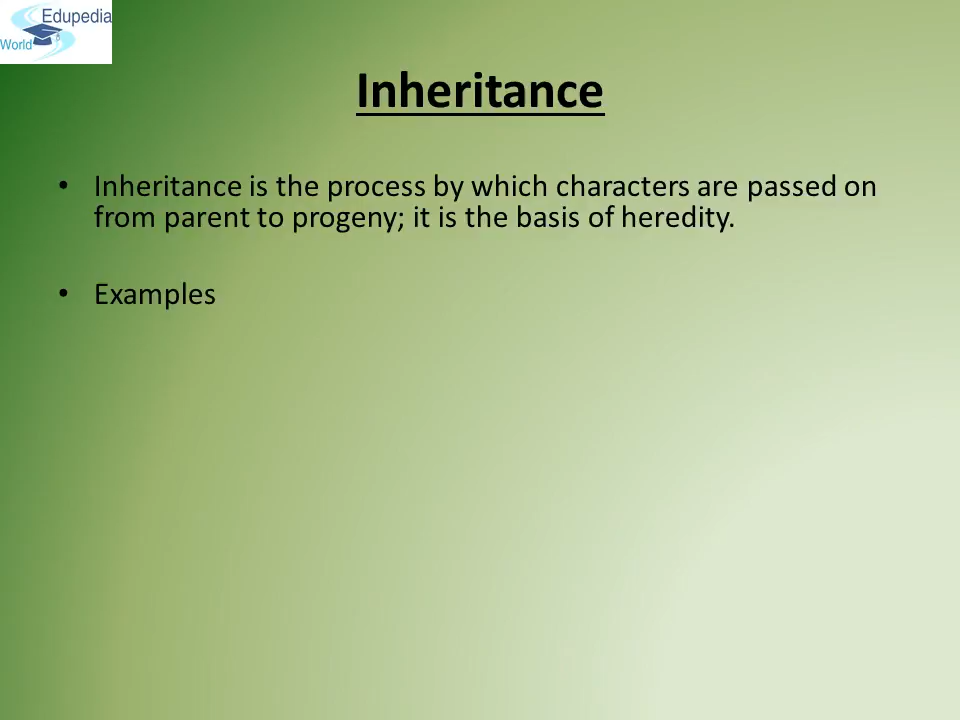 Edupedia
World
Inheritance
• Inheritance is the process by which characters are passed on
from parent to progeny; it is the basis of heredity.
• Examples